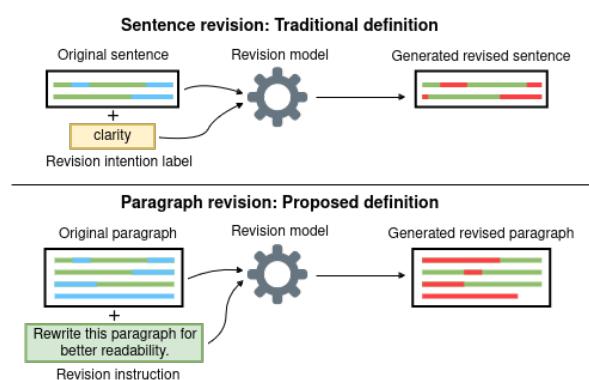 Sentence revision: Traditional definition
Original sentence
Revision model
Generated revised sentence
+
clarity
Revision intention label
Paragraph revision: Proposed definition
Original paragraph
Revision model
Generated revised paragraph
+
Rewrite this paragraph for
better readability.
Revision instruction